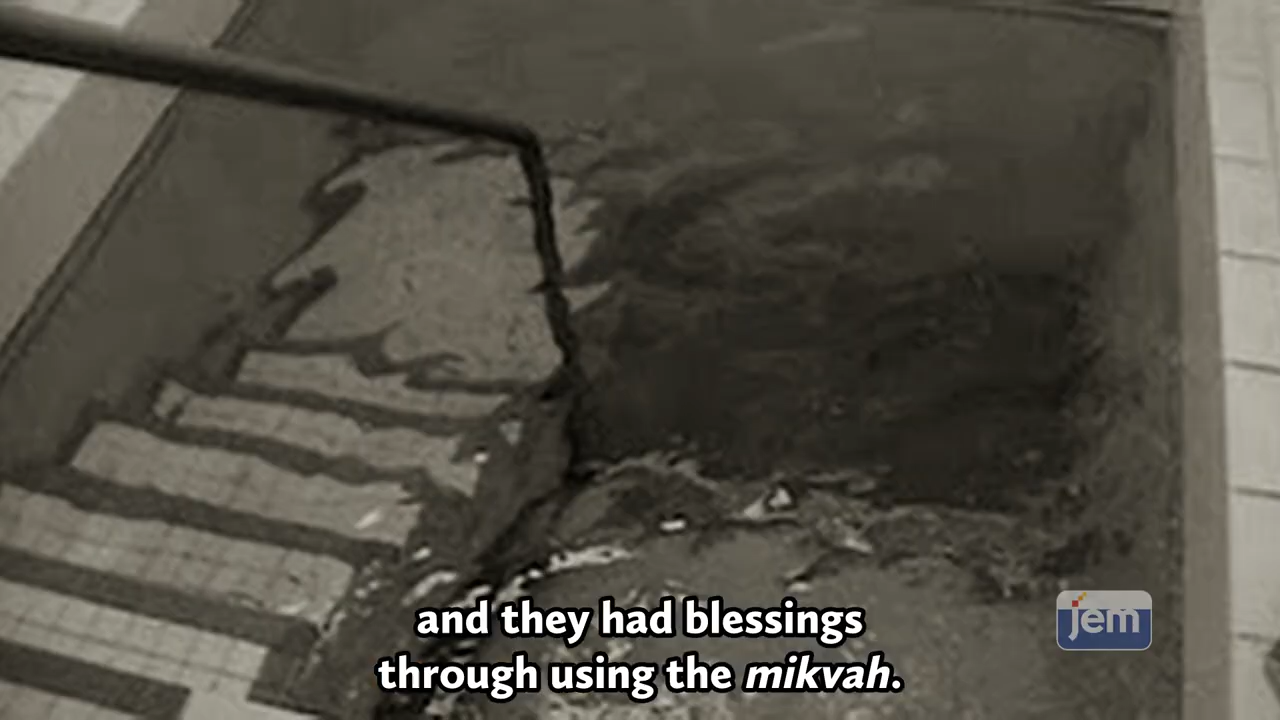 and they had blessings
through using the mikvah.
jem